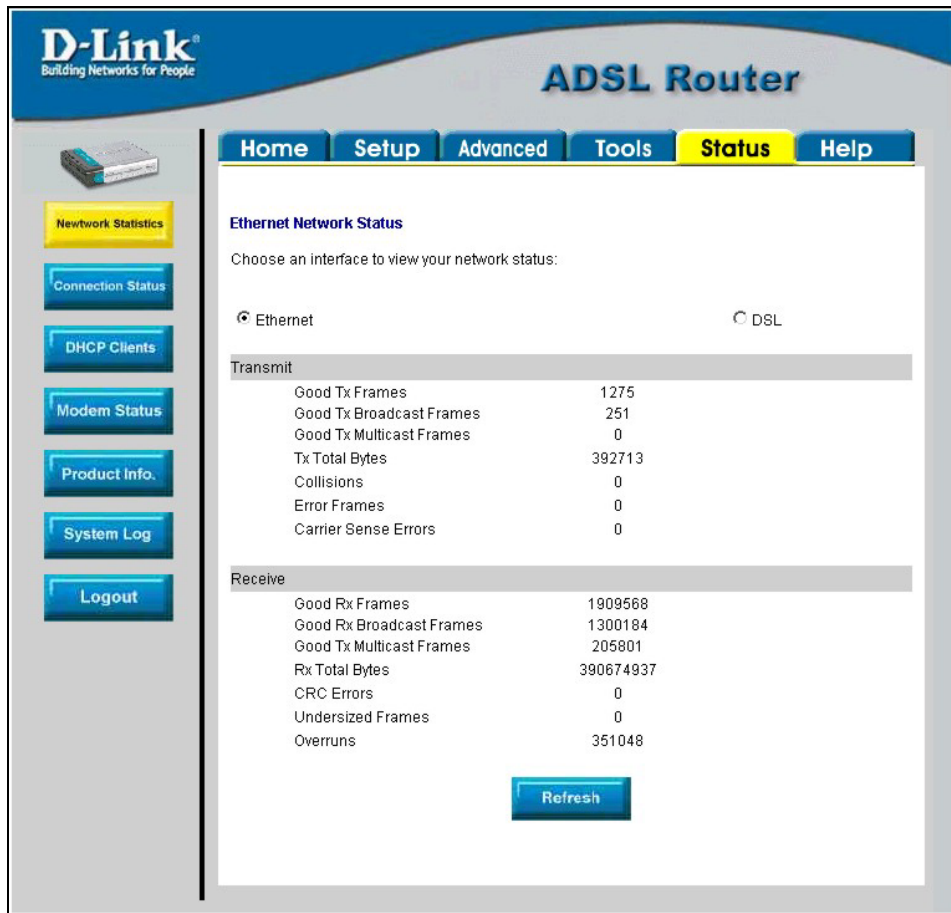 D-Link®
Building Networks for People
ADSL Router
Home Setup Advanced Tools Status Help
Newtwork Statistics
Connection Status
DHCP Clients
Modem Status
Product Info.
System Log
Logout
Ethernet Network Status
Choose an interface to view your network status:
Ethernet DSL
Transmit
Good Tx Frames 1275
Good Tx Broadcast Frames 251
Good Tx Multicast Frames 0
Tx Total Bytes 392713
Collisions 0
Error Frames 0
Carrier Sense Errors 0
Receive
Good Rx Frames 1909568
Good Rx Broadcast Frames 1300184
Good Tx Multicast Frames 205801
Rx Total Bytes 390674937
CRC Errors 0
Undersized Frames 0
Overruns 351048
Refresh